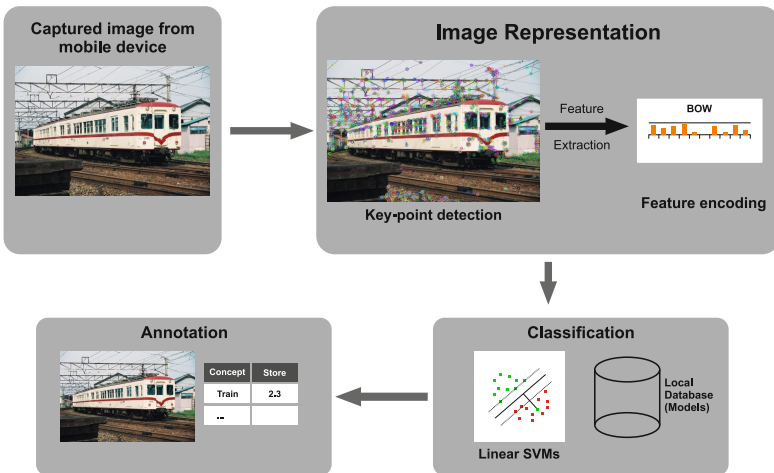 Captured image from
mobile device
Image Representation
Key-point detection
Feature
Extraction
BOW
Feature encoding
Annotation
Concept Store
Train 2.3
...
Classification
Linear SVMs
Local
Database
(Models)